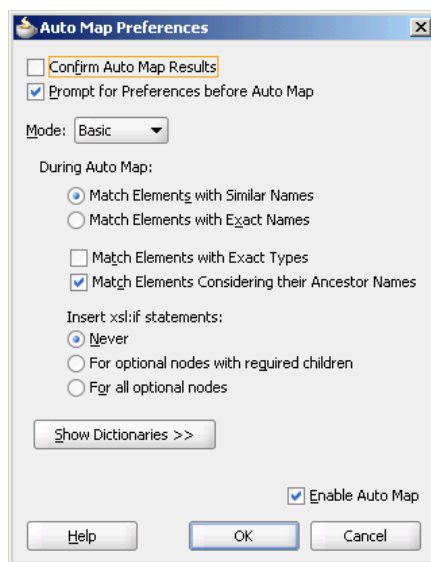 Auto Map Preferences
Confirm Auto Map Results
Prompt for Preferences before Auto Map
Mode: Basic
During Auto Map:
Match Elements with Similar Names
Match Elements with Exact Names
Match Elements with Exact Types
Match Elements Considering their Ancestor Names
Insert xsl:if statements:
Never
For optional nodes with required children
For all optional nodes
Show Dictionaries >>
Enable Auto Map
Help OK Cancel